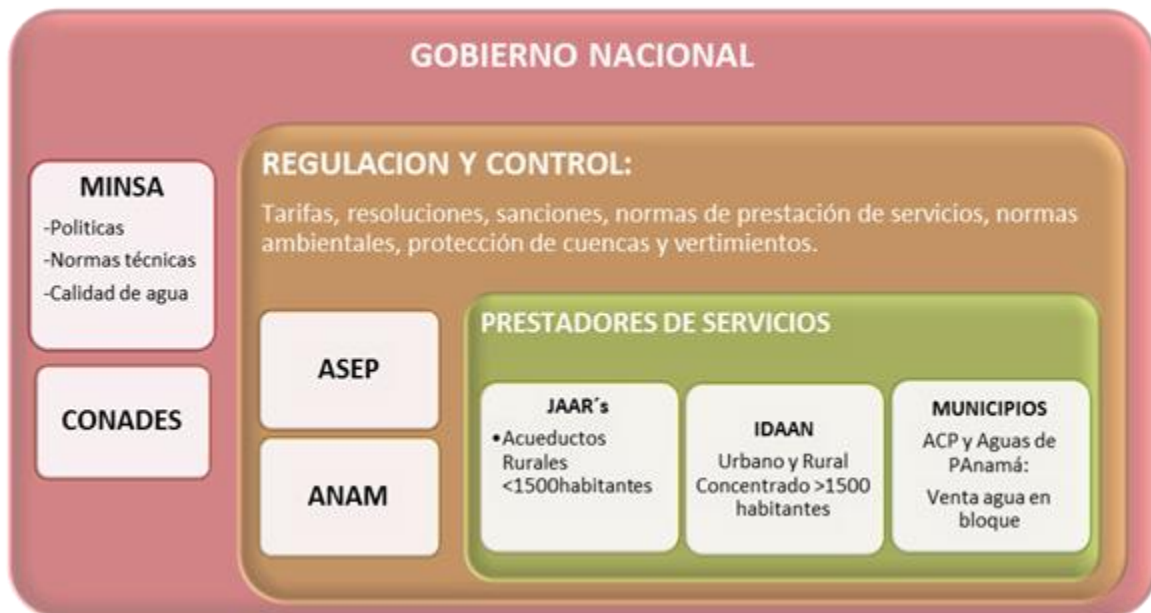 GOBIERNO NACIONAL
MINSA
-Politicas
-Normas técnicas
-Calidad de agua
CONADES
REGULACION Y CONTROL:
Tarifas, resoluciones, sanciones, normas de prestación de servicios, normas
ambientales, protección de cuencas y vertimientos.
ASEP
ANAM
PRESTADORES DE SERVICIOS
JAAR´s
•Acueductos
Rurales
<1500habitantes
IDAAN
Urbano y Rural
Concentrado >1500
habitantes
MUNICIPIOS
ACP y Aguas de
PAnamá:
Venta agua en
bloque